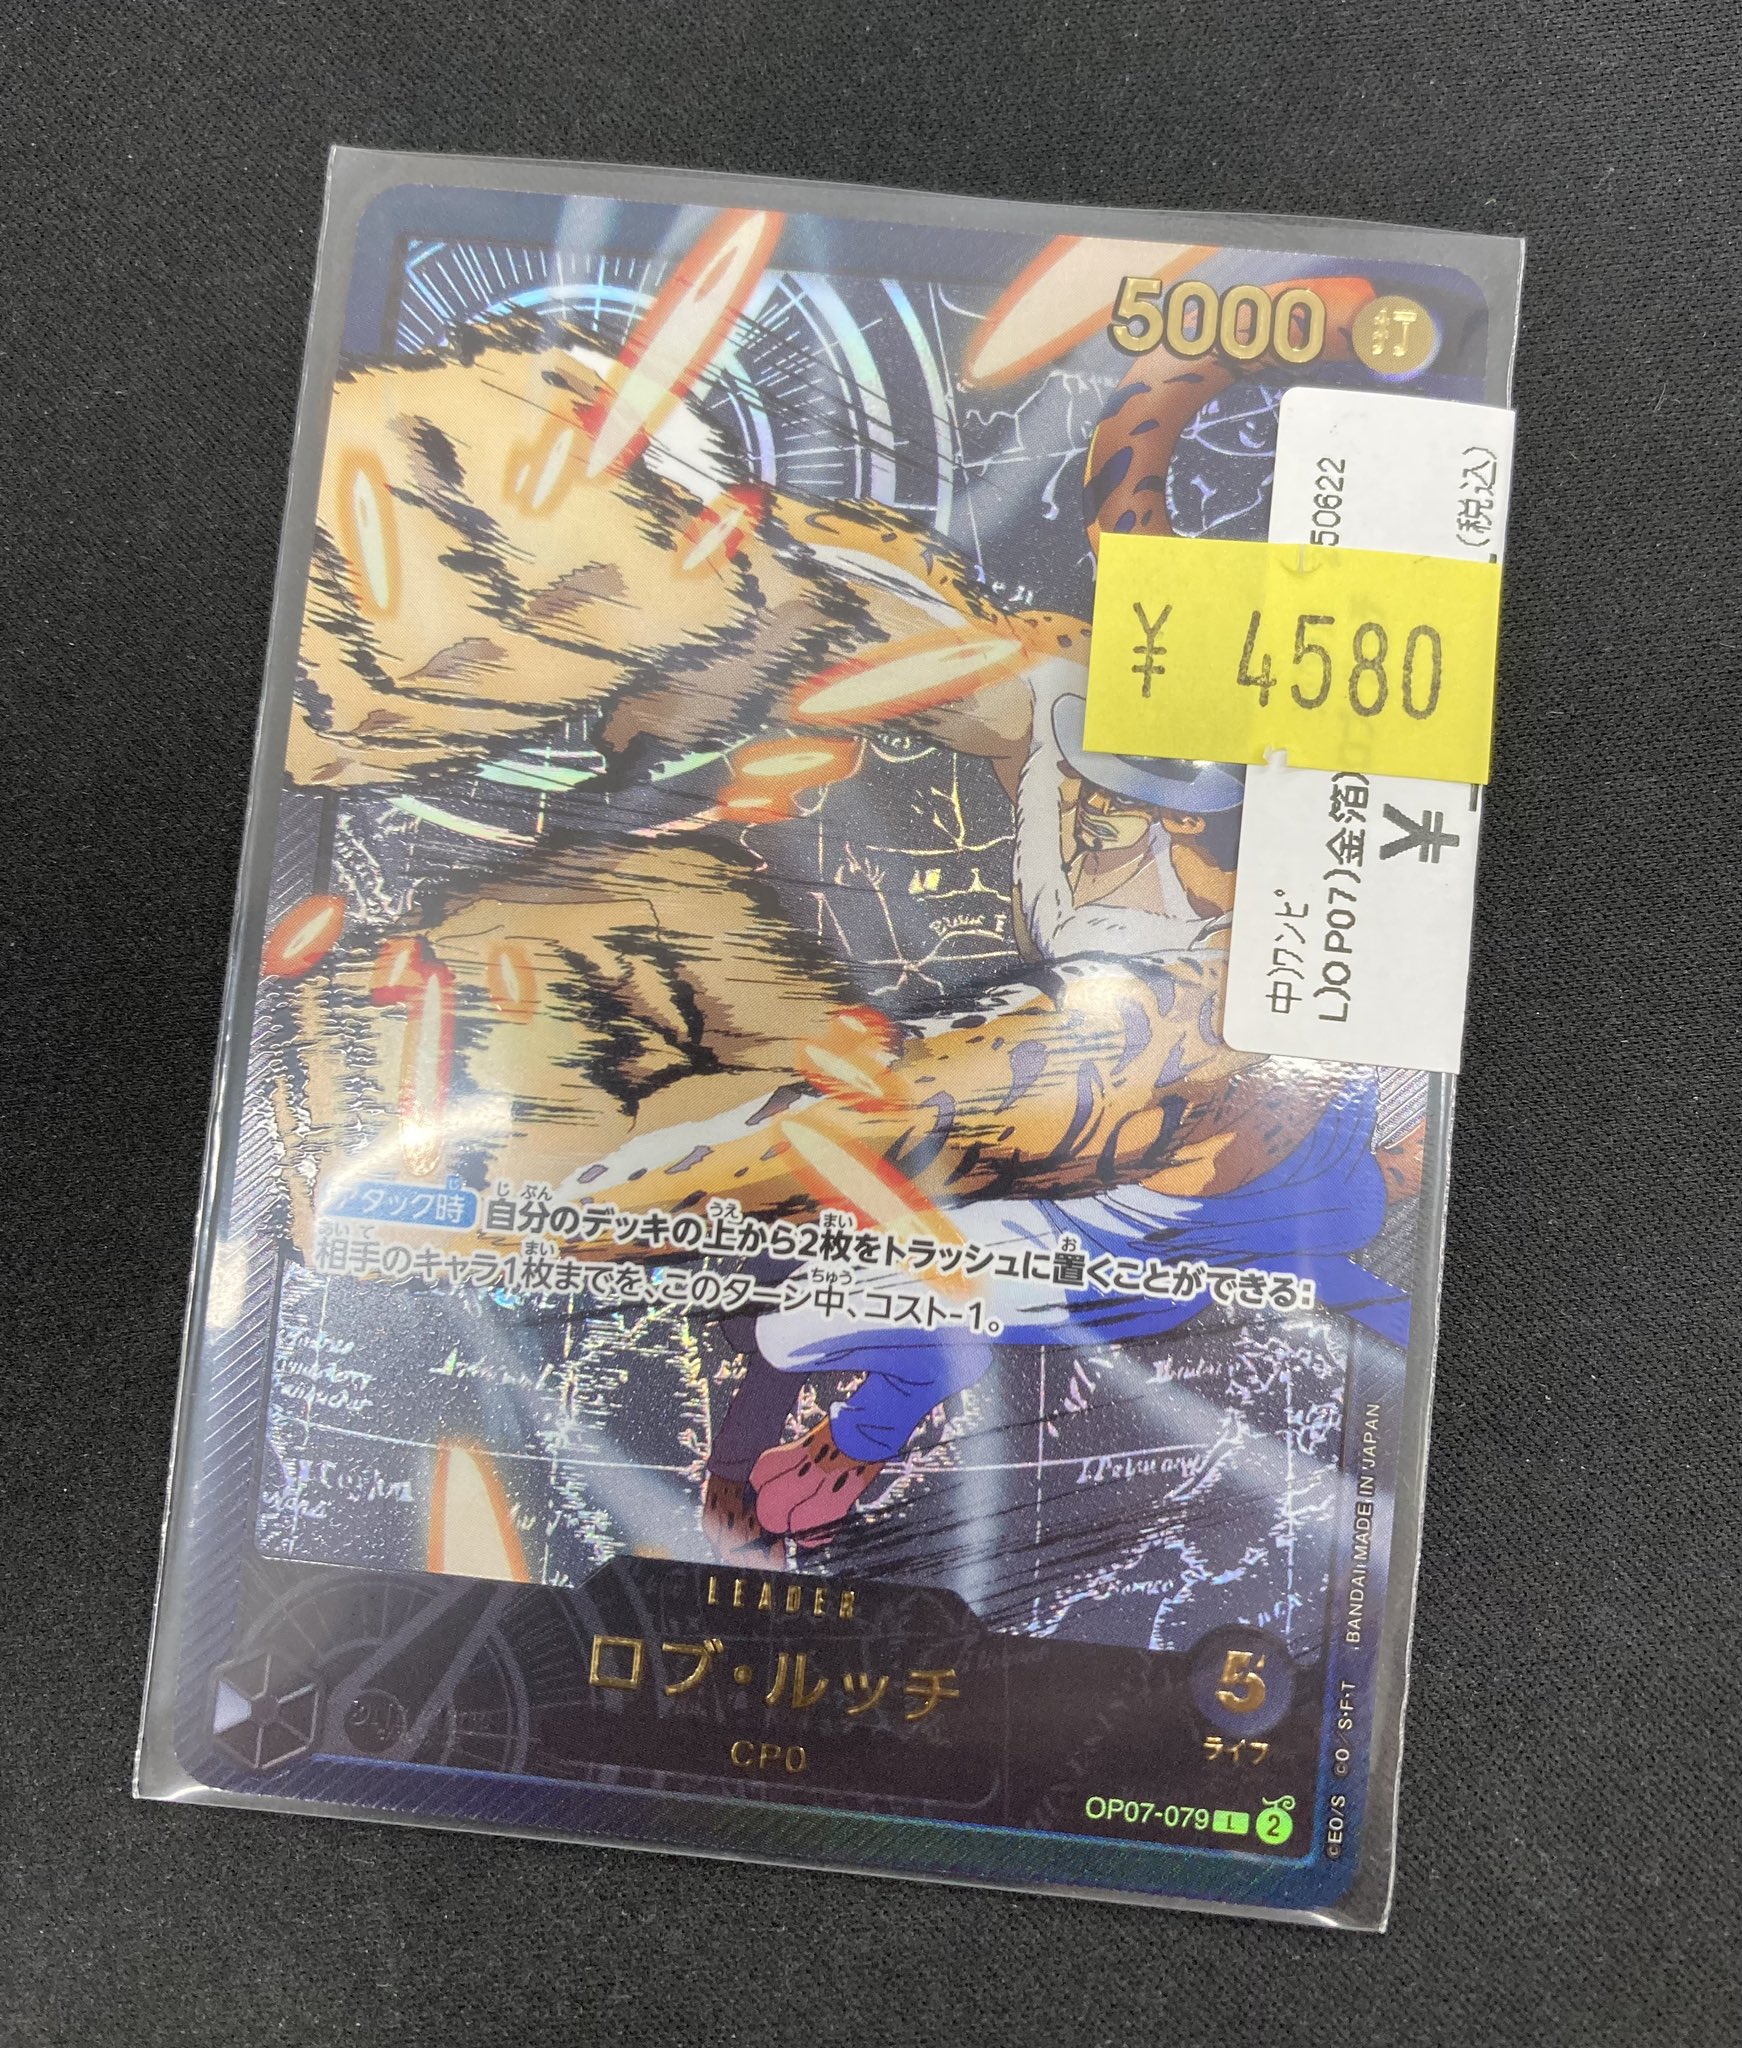 5000
打
50622
(税込)
¥ 4580
¥
中)ワンピ
L)OP07)金箔)
アタック時 自分のデッキの上から2枚をトラッシュに置くことができる:
相手のキャラ1枚までを、このターン中、コスト-1。
LEADER
ロブ・ルッチ
CP0
5
ライフ
OP07-079 L 2
©EO/S ©O/S・F・T BANDAI MADE IN JAPAN